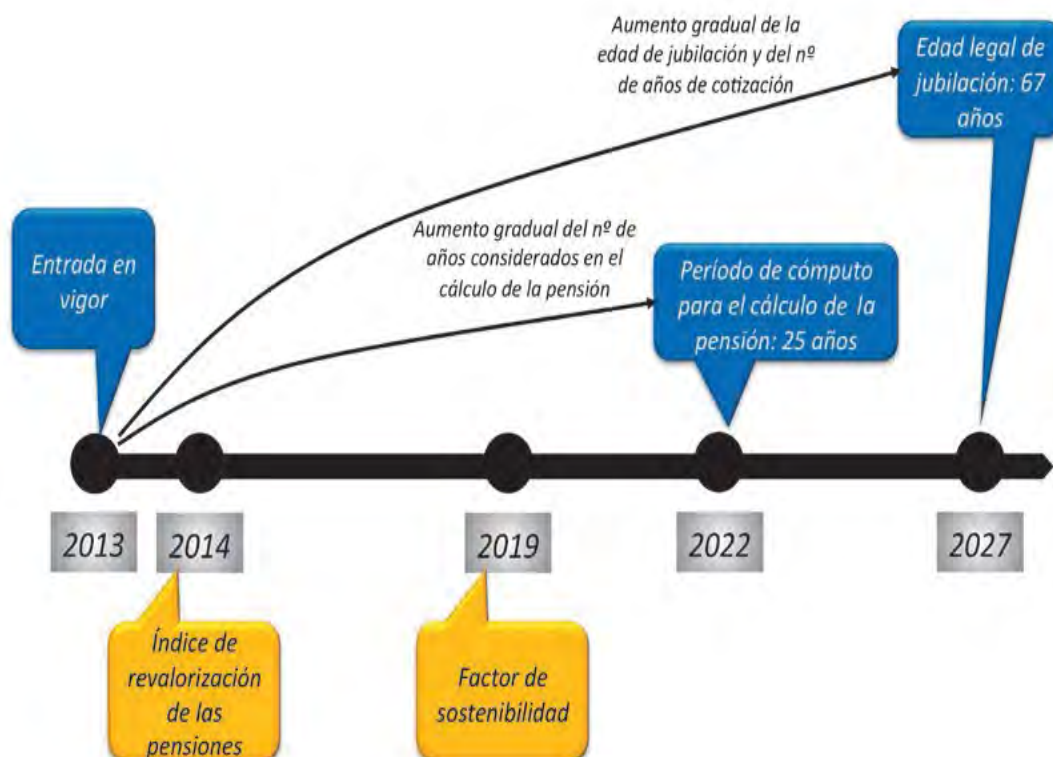 Aumento gradual de la
edad de jubilación y del nº
de años de cotización
Edad legal de
jubilación: 67
años
Aumento gradual del nº de
años considerados en el
cálculo de la pensión
Entrada en
vigor
Período de cómputo
para el cálculo de la
pensión: 25 años
2013
2014
2019
2022
2027
Índice de
revalorización
de las
pensiones
Factor de
sostenibilidad